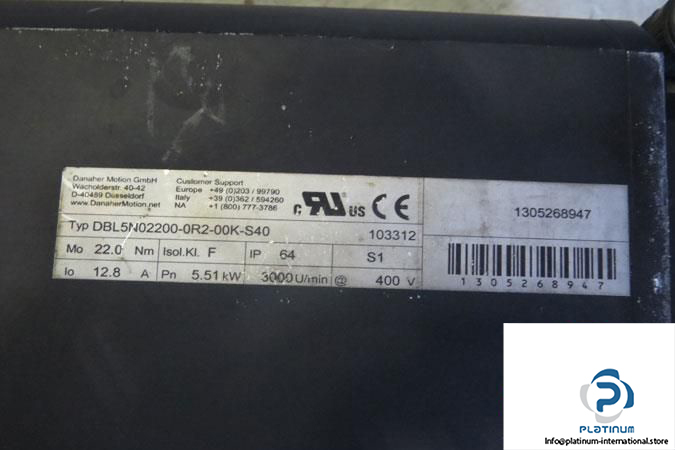 Danaher Motion GmbH
Wacholderstr. 40-42
D-40489 Düsseldorf
www.DanaherMotion.net
Customer Support
Europe +49 (0)203 / 99790
Italy +39 (0)362 / 594260
NA +1 (800) 777-3786
c RU US CE
1305268947
Typ DBL5N02200-0R2-00K-S40 103312
Mo 22.0 Nm Isol.Kl. F IP 64 S1
Io 12.8 A Pn 5.51 kW 3000 U/min @ 400 V
1305268947
PLATINUM
info@platinum-international.store